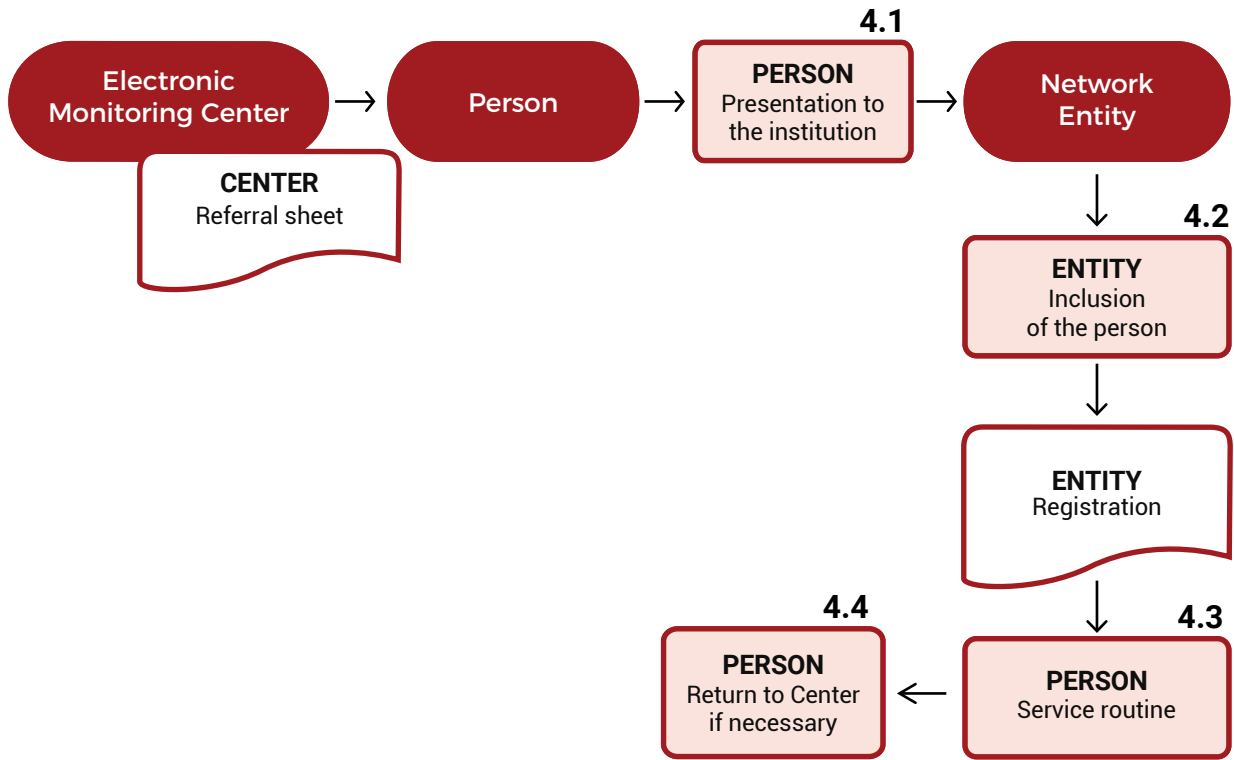 Electronic
Monitoring Center
CENTER
Referral sheet
Person
4.1
PERSON
Presentation to
the institution
Network
Entity
4.2
ENTITY
Inclusion
of the person
ENTITY
Registration
4.3
PERSON
Service routine
4.4
PERSON
Return to Center
if necessary